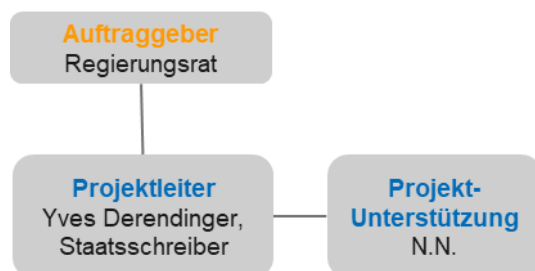 Auftraggeber
Regierungsrat
Projektleiter
Yves Derendinger,
Staatsschreiber
Projekt-
Unterstützung
N.N.